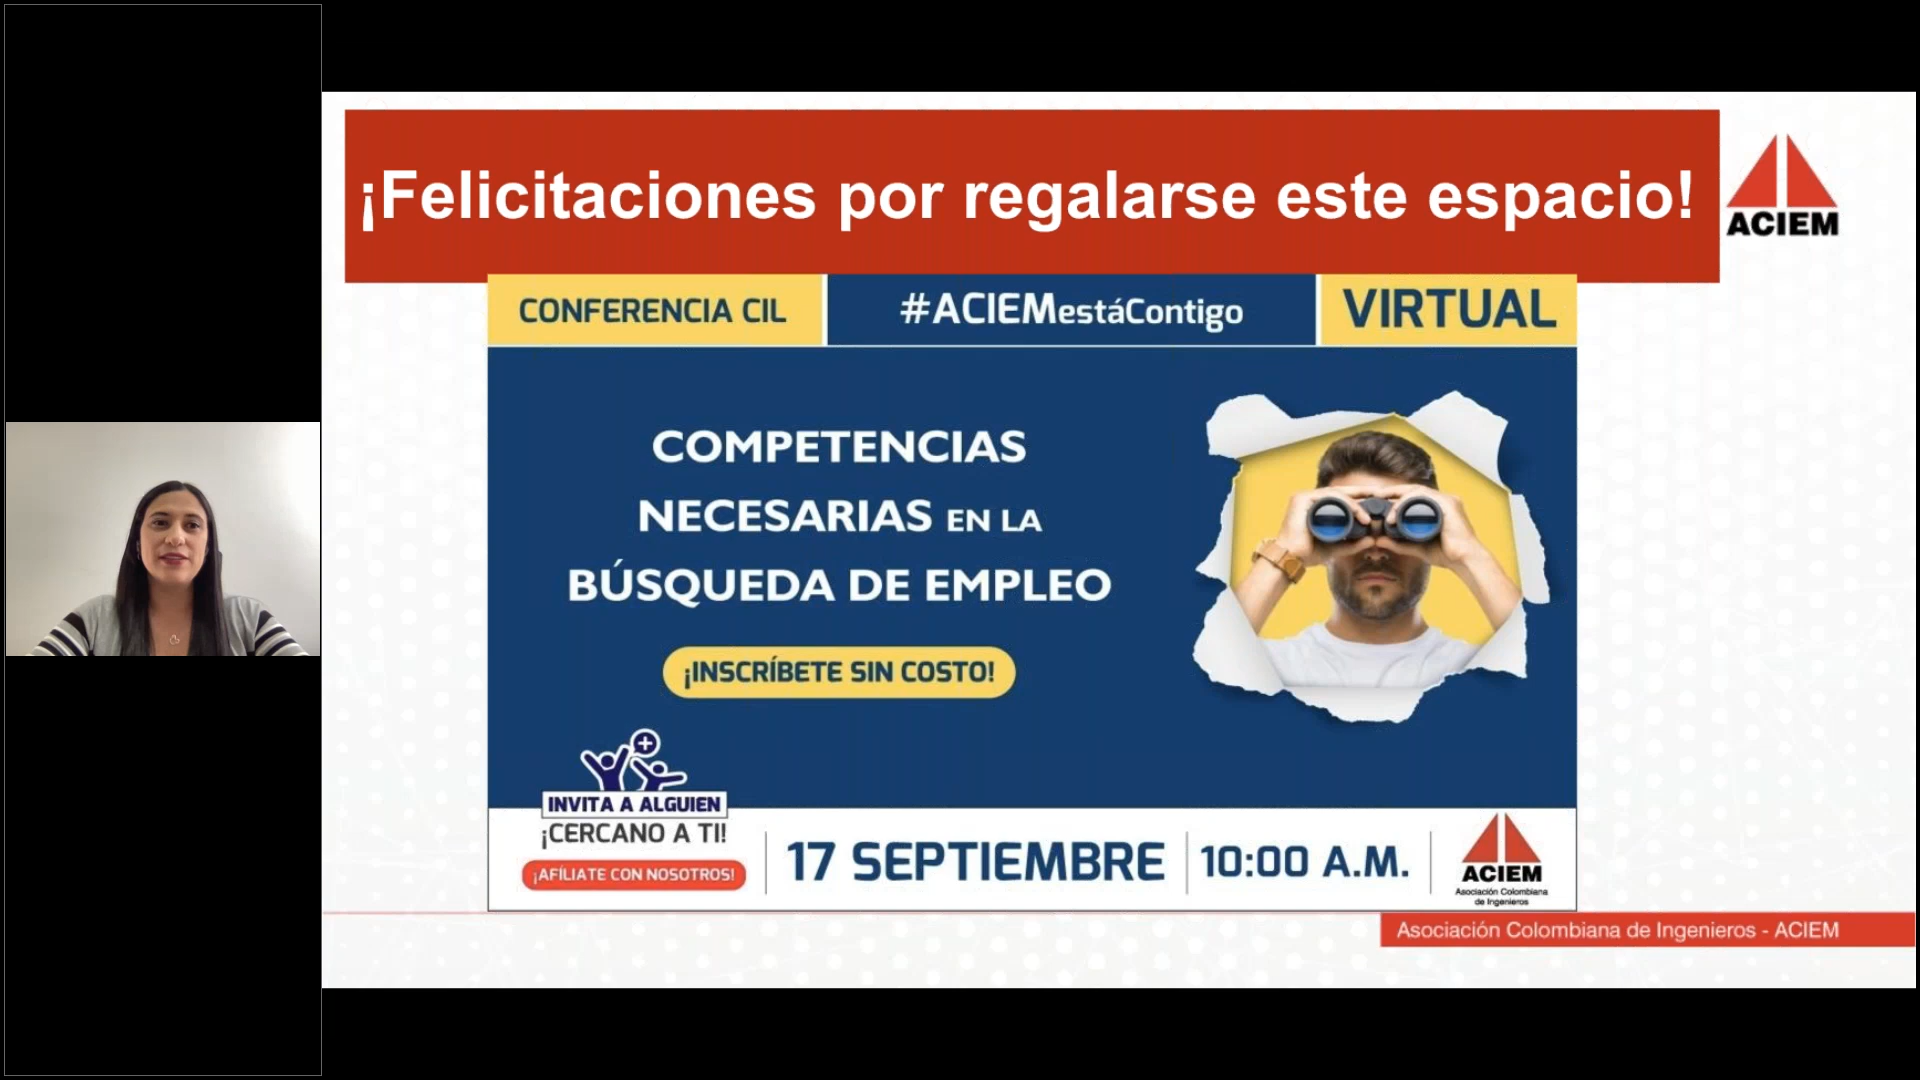 ¡Felicitaciones por regalarse este espacio!
ACIEM
CONFERENCIA CIL
#ACIEMestáContigo
VIRTUAL
COMPETENCIAS
NECESARIAS EN LA
BÚSQUEDA DE EMPLEO
¡INSCRÍBETE SIN COSTO!
INVITA A ALGUIEN
¡CERCANO A TI!
¡AFÍLIATE CON NOSOTROS!
17 SEPTIEMBRE
10:00 A.M.
ACIEM
Asociación Colombiana
de Ingenieros
Asociación Colombiana de Ingenieros - ACIEM